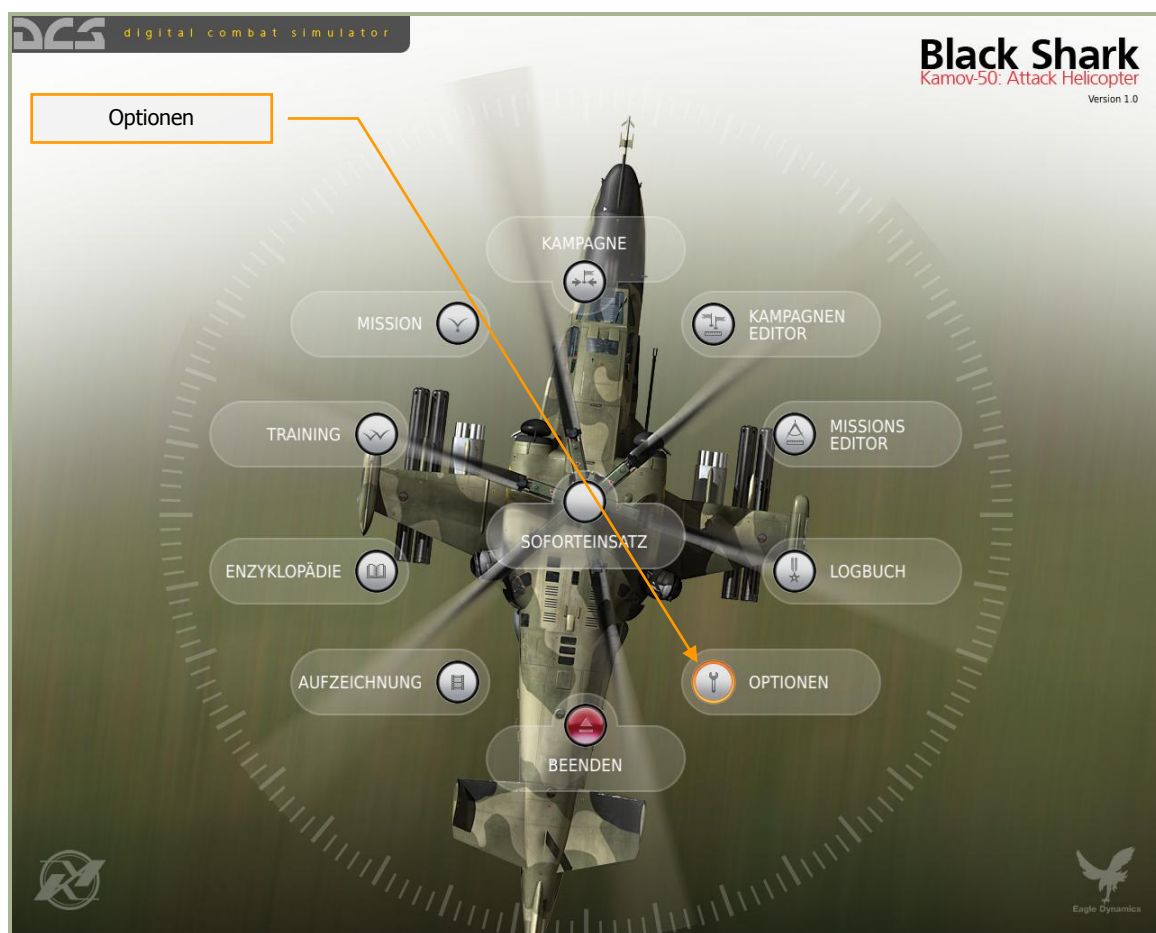 DCS digital combat simulator
Black Shark
Kamov-50: Attack Helicopter
Version 1.0
Optionen
KAMPAGNE
MISSION
KAMPAGNEN
EDITOR
TRAINING
MISSIONS
EDITOR
SOFORTEINSATZ
ENZYKLOPÄDIE
LOGBUCH
AUFZEICHNUNG
OPTIONEN
BEENDEN
Eagle Dynamics